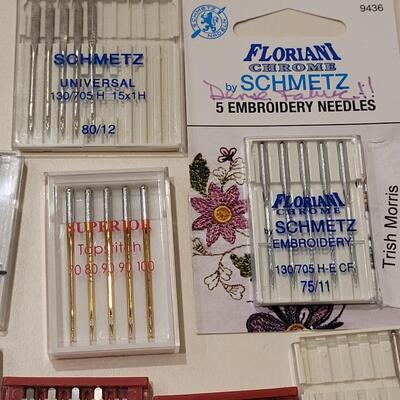 SCHMETZ
UNIVERSAL
130/705 H 15x1H
80/12
9436
SCHMETZ
FLORIANI
CHROME
by SCHMETZ
5 EMBROIDERY NEEDLES
SUPERIOR
Topstitch
70 80 90 90 100
FLORIANI
CHROME
by SCHMETZ
EMBROIDERY
130/705 H-E CF
75/11
Trish Morris